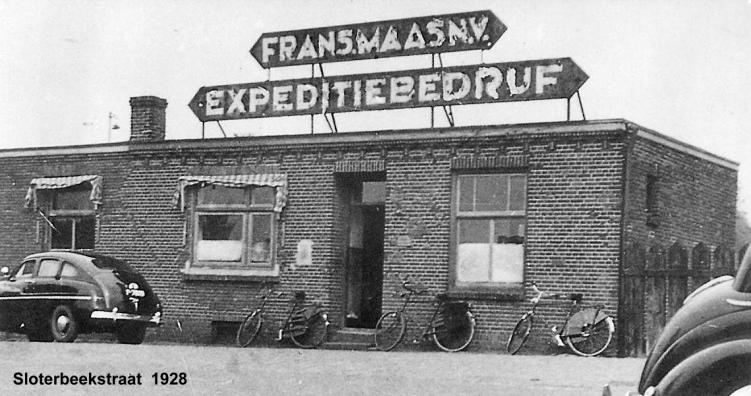 FRANS.MAAS N.V.
EXPEDITIEBEDRIJF
Sloterbeekstraat 1928